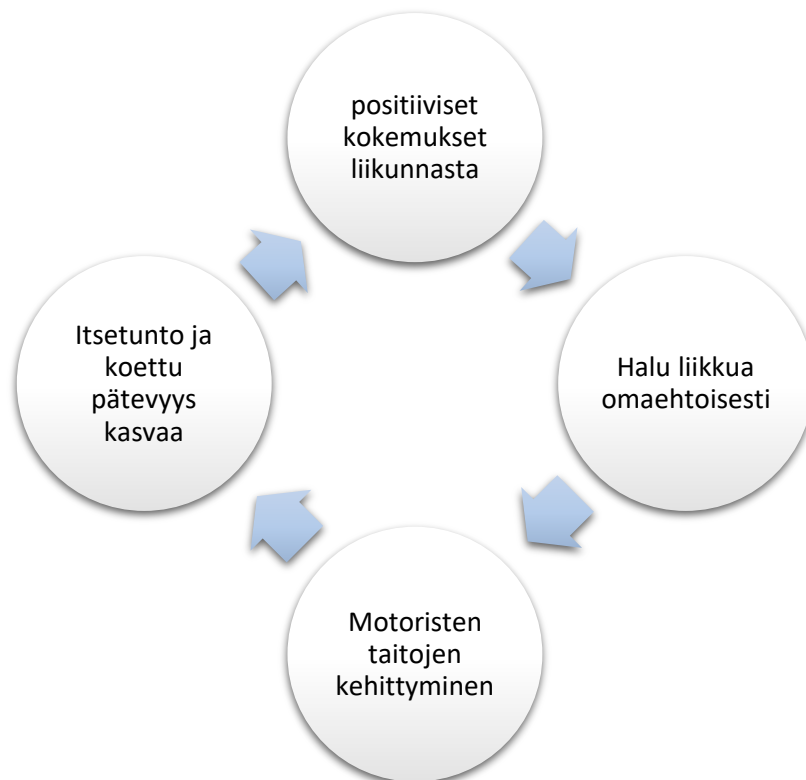 positiiviset
kokemukset
liikunnasta
Halu liikkua
omaehtoisesti
Motoristen
taitojen
kehittyminen
Itsetunto ja
koettu
pätevyys
kasvaa